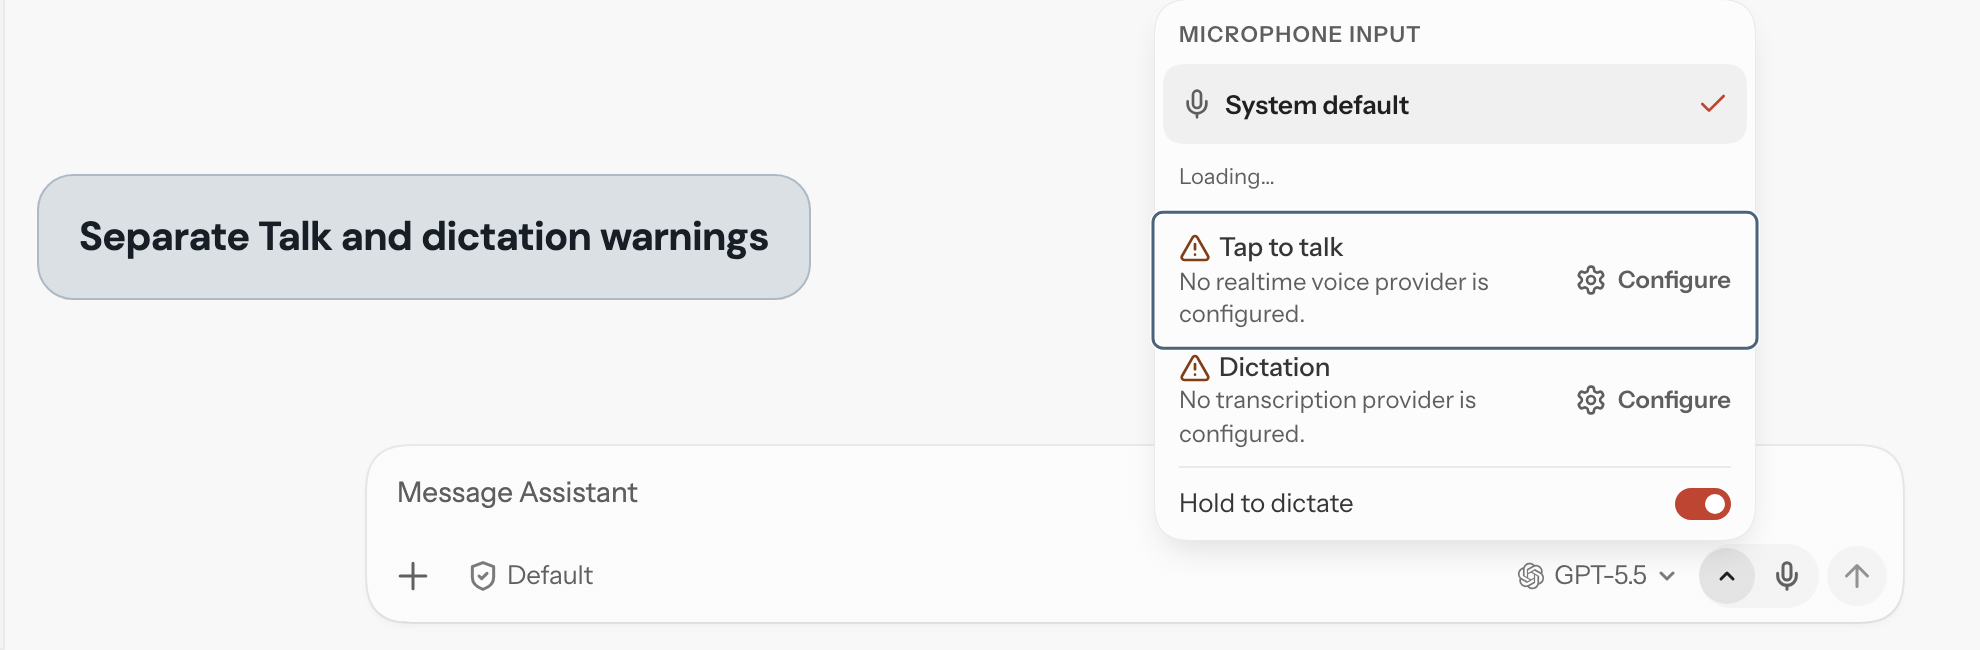 MICROPHONE INPUT
System default
Loading...
Separate Talk and dictation warnings
Tap to talk
No realtime voice provider is
configured.
Configure
Dictation
No transcription provider is
configured.
Configure
Hold to dictate
Message Assistant
Default
GPT-5.5